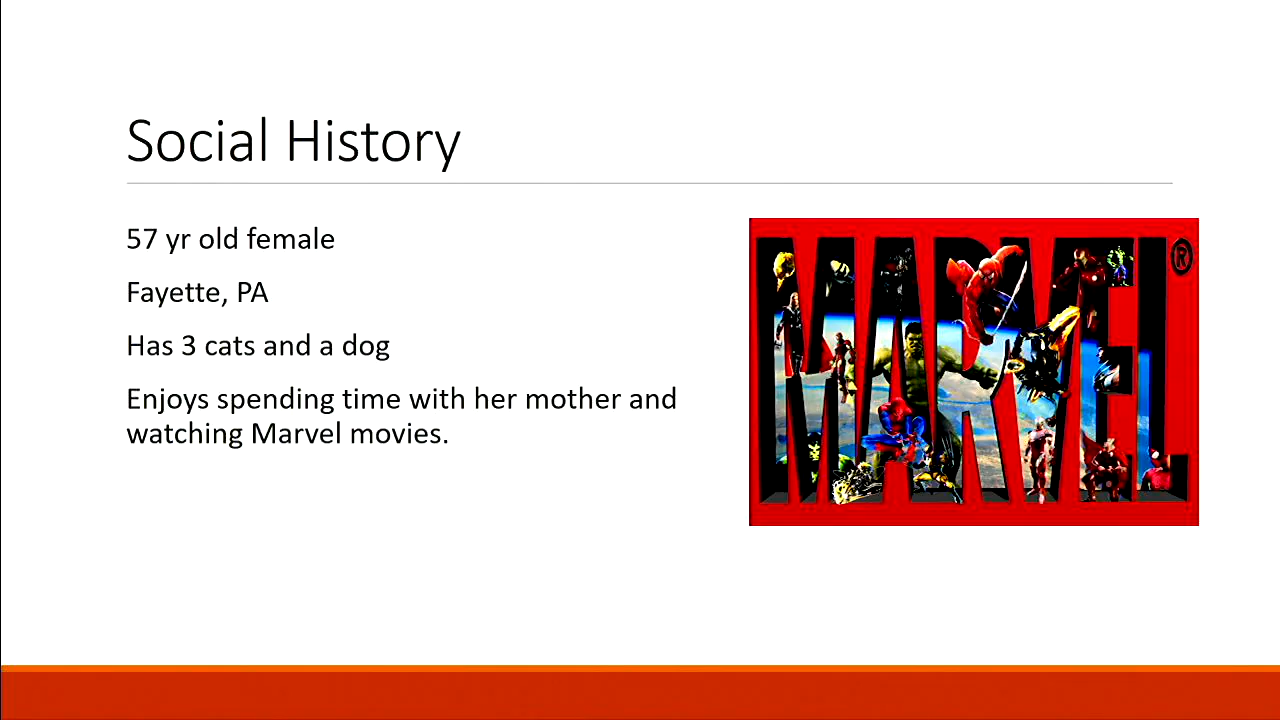 Social History
57 yr old female
Fayette, PA
Has 3 cats and a dog
Enjoys spending time with her mother and
watching Marvel movies.
MARVEL®